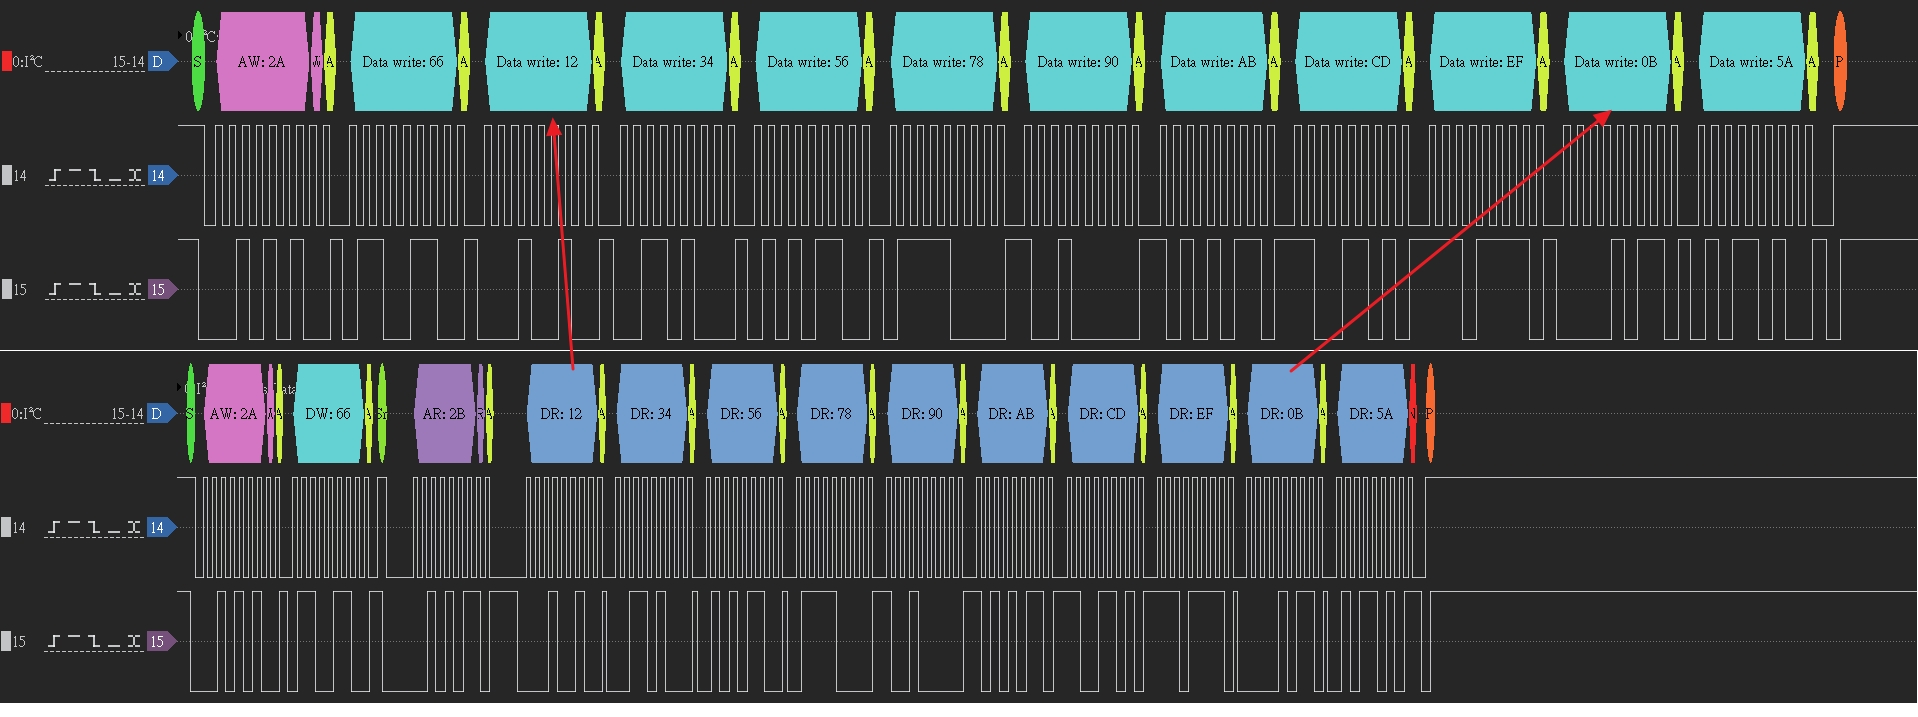 0:I²C 15-14 D S AW: 2A W A Data write: 66 A Data write: 12 A Data write: 34 A Data write: 56 A Data write: 78 A Data write: 90 A Data write: AB A Data write: CD A Data write: EF A Data write: 0B A Data write: 5A A P
14 14
15 15
0:I²C 15-14 D S AW: 2A W A DW: 66 A Sr AR: 2B R A DR: 12 A DR: 34 A DR: 56 A DR: 78 A DR: 90 A DR: AB A DR: CD A DR: EF A DR: 0B A DR: 5A N P
14 14
15 15